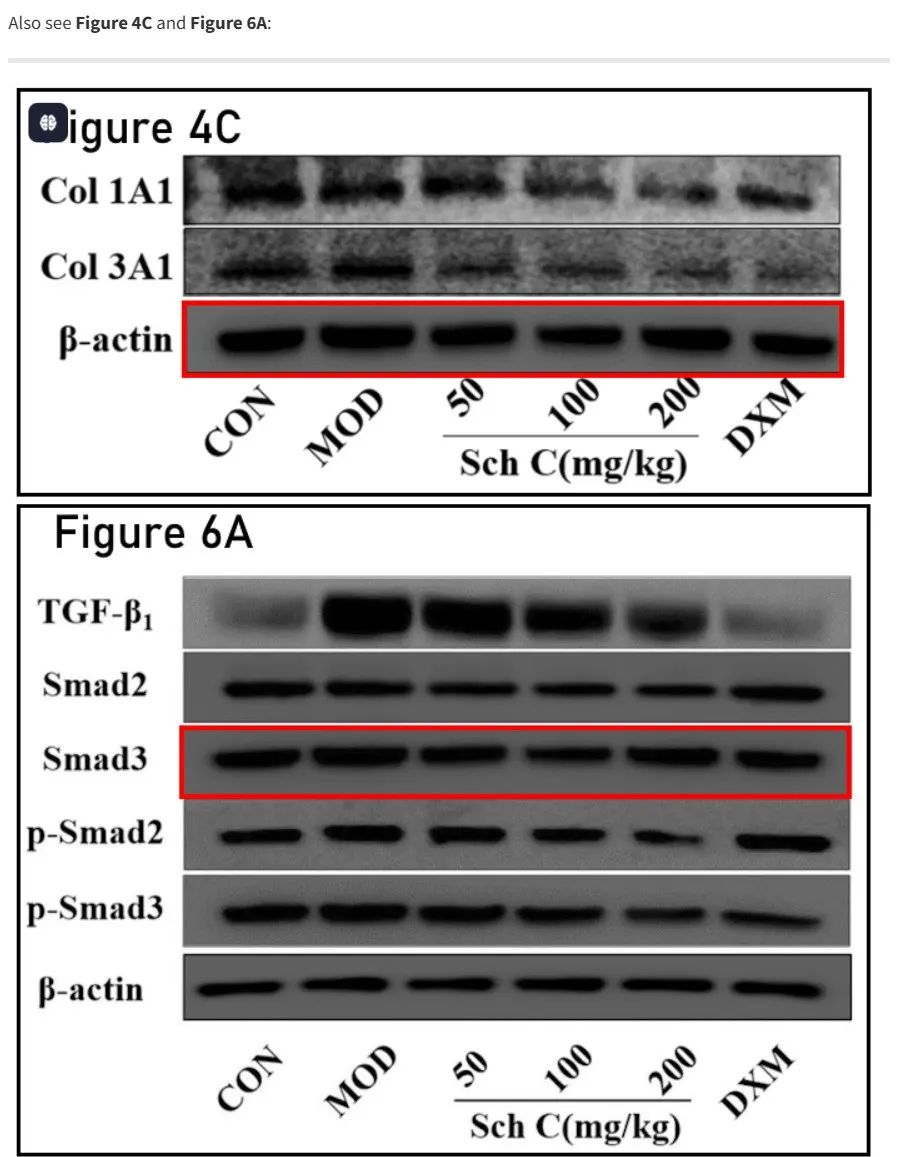 Also see Figure 4C and Figure 6A:
igure 4C
Col 1A1
Col 3A1
β-actin
CON MOD 50 100 200 DXM
Sch C(mg/kg)
Figure 6A
TGF-β₁
Smad2
Smad3
p-Smad2
p-Smad3
β-actin
CON MOD 50 100 200 DXM
Sch C(mg/kg)